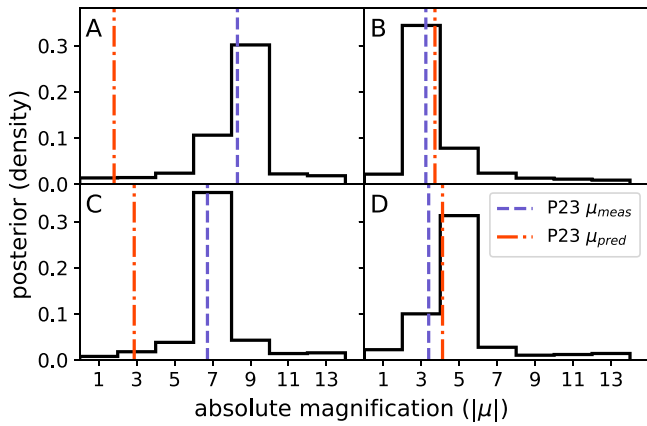 A
B
0.3
0.2
0.1
0.0
C
D
P23 μmeas
P23 μpred
0.3
0.2
0.1
0.0
posterior (density)
1 3 5 7 9 11 13
1 3 5 7 9 11 13
absolute magnification (|μ|)